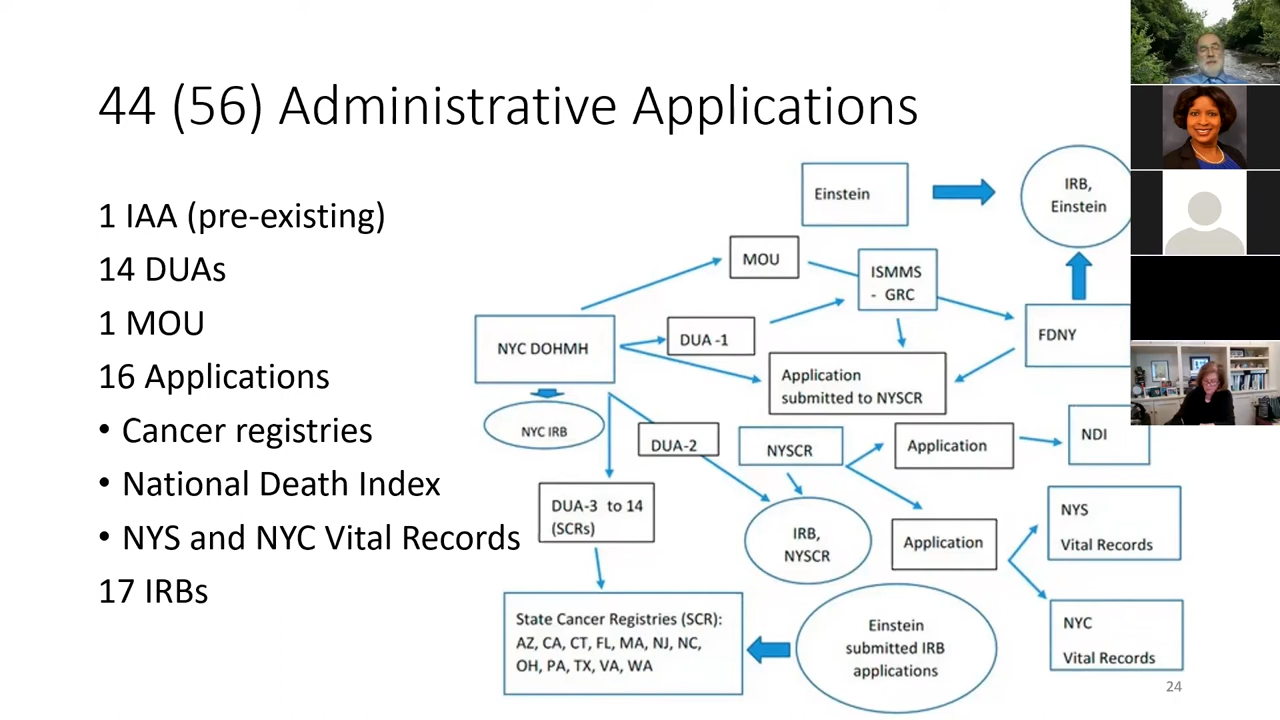 44 (56) Administrative Applications
1 IAA (pre-existing)
14 DUAs
1 MOU
16 Applications
• Cancer registries
• National Death Index
• NYS and NYC Vital Records
17 IRBs
Einstein
IRB,
Einstein
MOU
ISMMS
- GRC
NYC DOHMH
DUA -1
FDNY
Application
submitted to NYSCR
NYC IRB
DUA-2
NYSCR
Application
NDI
DUA-3 to 14
(SCRs)
IRB,
NYSCR
Application
NYS
Vital Records
State Cancer Registries (SCR):
AZ, CA, CT, FL, MA, NJ, NC,
OH, PA, TX, VA, WA
Einstein
submitted IRB
applications
NYC
Vital Records
24